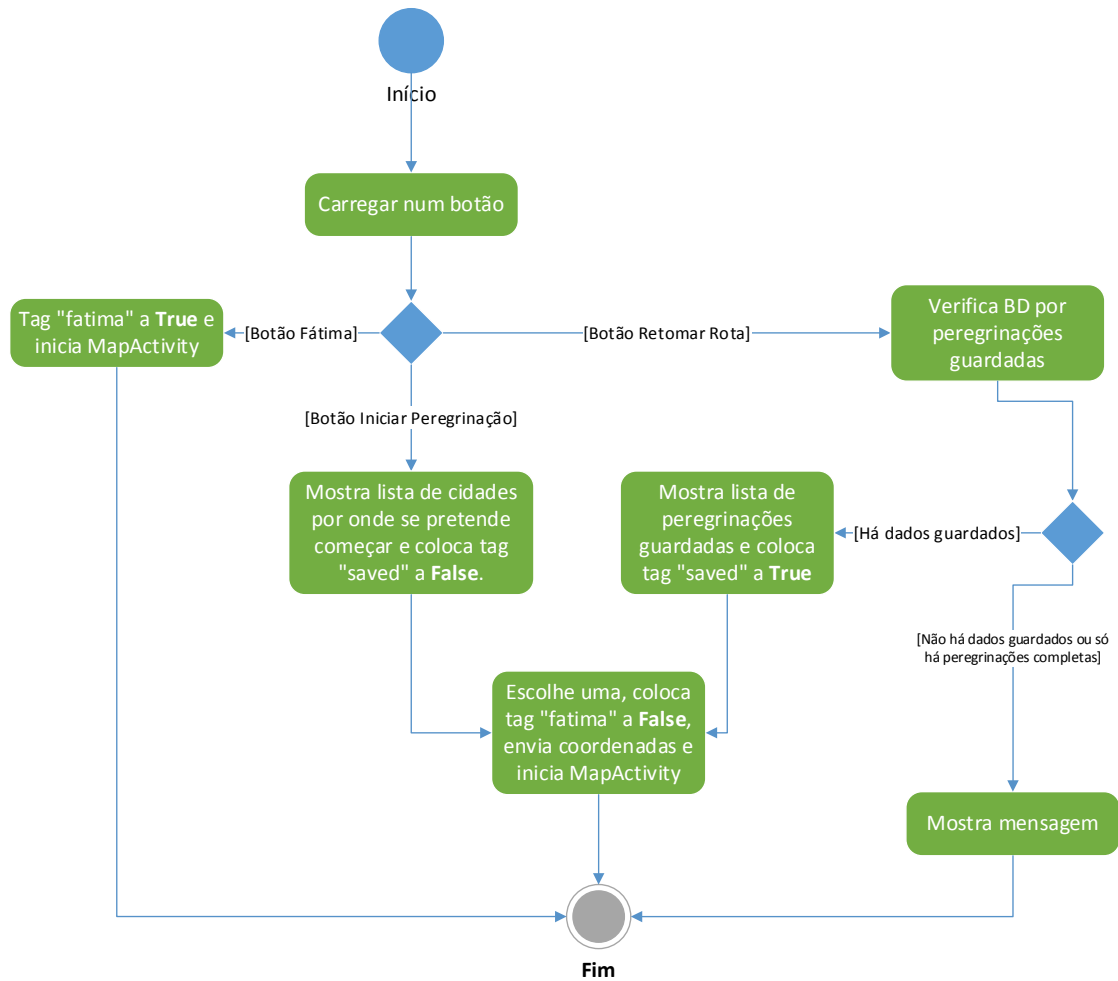 Início
Carregar num botão
Tag "fatima" a True e
inicia MapActivity
[Botão Fátima]
[Botão Retomar Rota]
Verifica BD por
peregrinações
guardadas
[Botão Iniciar Peregrinação]
Mostra lista de cidades
por onde se pretende
começar e coloca tag
"saved" a False.
Mostra lista de
peregrinações
guardadas e coloca
tag "saved" a True
[Há dados guardados]
[Não há dados guardados ou só
há peregrinações completas]
Escolhe uma, coloca
tag "fatima" a False,
envia coordenadas e
inicia MapActivity
Mostra mensagem
Fim